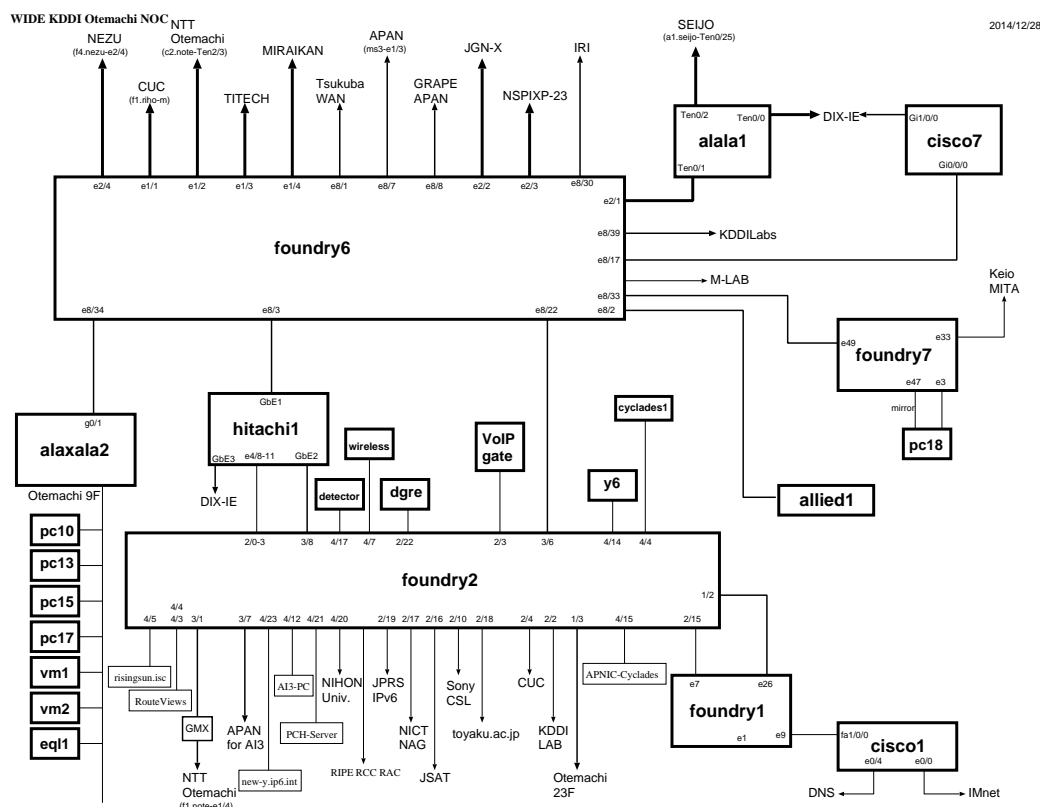 WIDE KDDI Otemachi NOC
2014/12/28
NEZU
(f4.nezu-e2/4)
NTT
Otemachi
(c2.note-Ten2/3)
CUC
(f1.riho-m)
TITECH
MIRAIKAN
Tsukuba
WAN
APAN
(ms3-e1/3)
GRAPE
APAN
JGN-X
NSPIXP-23
IRI
SEIJO
(a1.seijo-Ten0/25)
Ten0/2
Ten0/0
alala1
Ten0/1
DIX-IE
Gi1/0/0
cisco7
Gi0/0/0
e2/4
e1/1
e1/2
e1/3
e1/4
e8/1
e8/7
e8/8
e2/2
e2/3
e8/30
e2/1
foundry6
e8/39
KDDILabs
e8/17
M-LAB
e8/33
e8/2
e8/34
e8/3
e8/22
Keio
MITA
e49
e33
foundry7
e47
e3
mirror
pc18
g0/1
alaxala2
Otemachi 9F
GbE1
hitachi1
GbE3
e4/8-11
GbE2
DIX-IE
wireless
detector
dgre
VoIP
gate
cyclades1
y6
allied1
pc10
pc13
pc15
pc17
vm1
vm2
eql1
2/0-3
3/8
4/17
4/7
2/22
2/3
3/6
4/14
4/4
foundry2
1/2
4/4
4/5
4/3
3/1
3/7
4/23
4/12
4/21
4/20
2/19
2/17
2/16
2/10
2/18
2/4
2/2
1/3
4/15
2/15
risingsun.isc
RouteViews
GMX
NTT
Otemachi
(f1.note-e1/4)
APAN
for AI3
new-y.ip6.int
AI3-PC
PCH-Server
NIHON
Univ.
RIPE RCC RAC
JPRS
IPv6
NICT
NAG
JSAT
Sony
CSL
toyaku.ac.jp
CUC
KDDI
LAB
Otemachi
23F
APNIC-Cyclades
e7
e26
foundry1
e1
e9
fa1/0/0
cisco1
e0/4
e0/0
DNS
IMnet